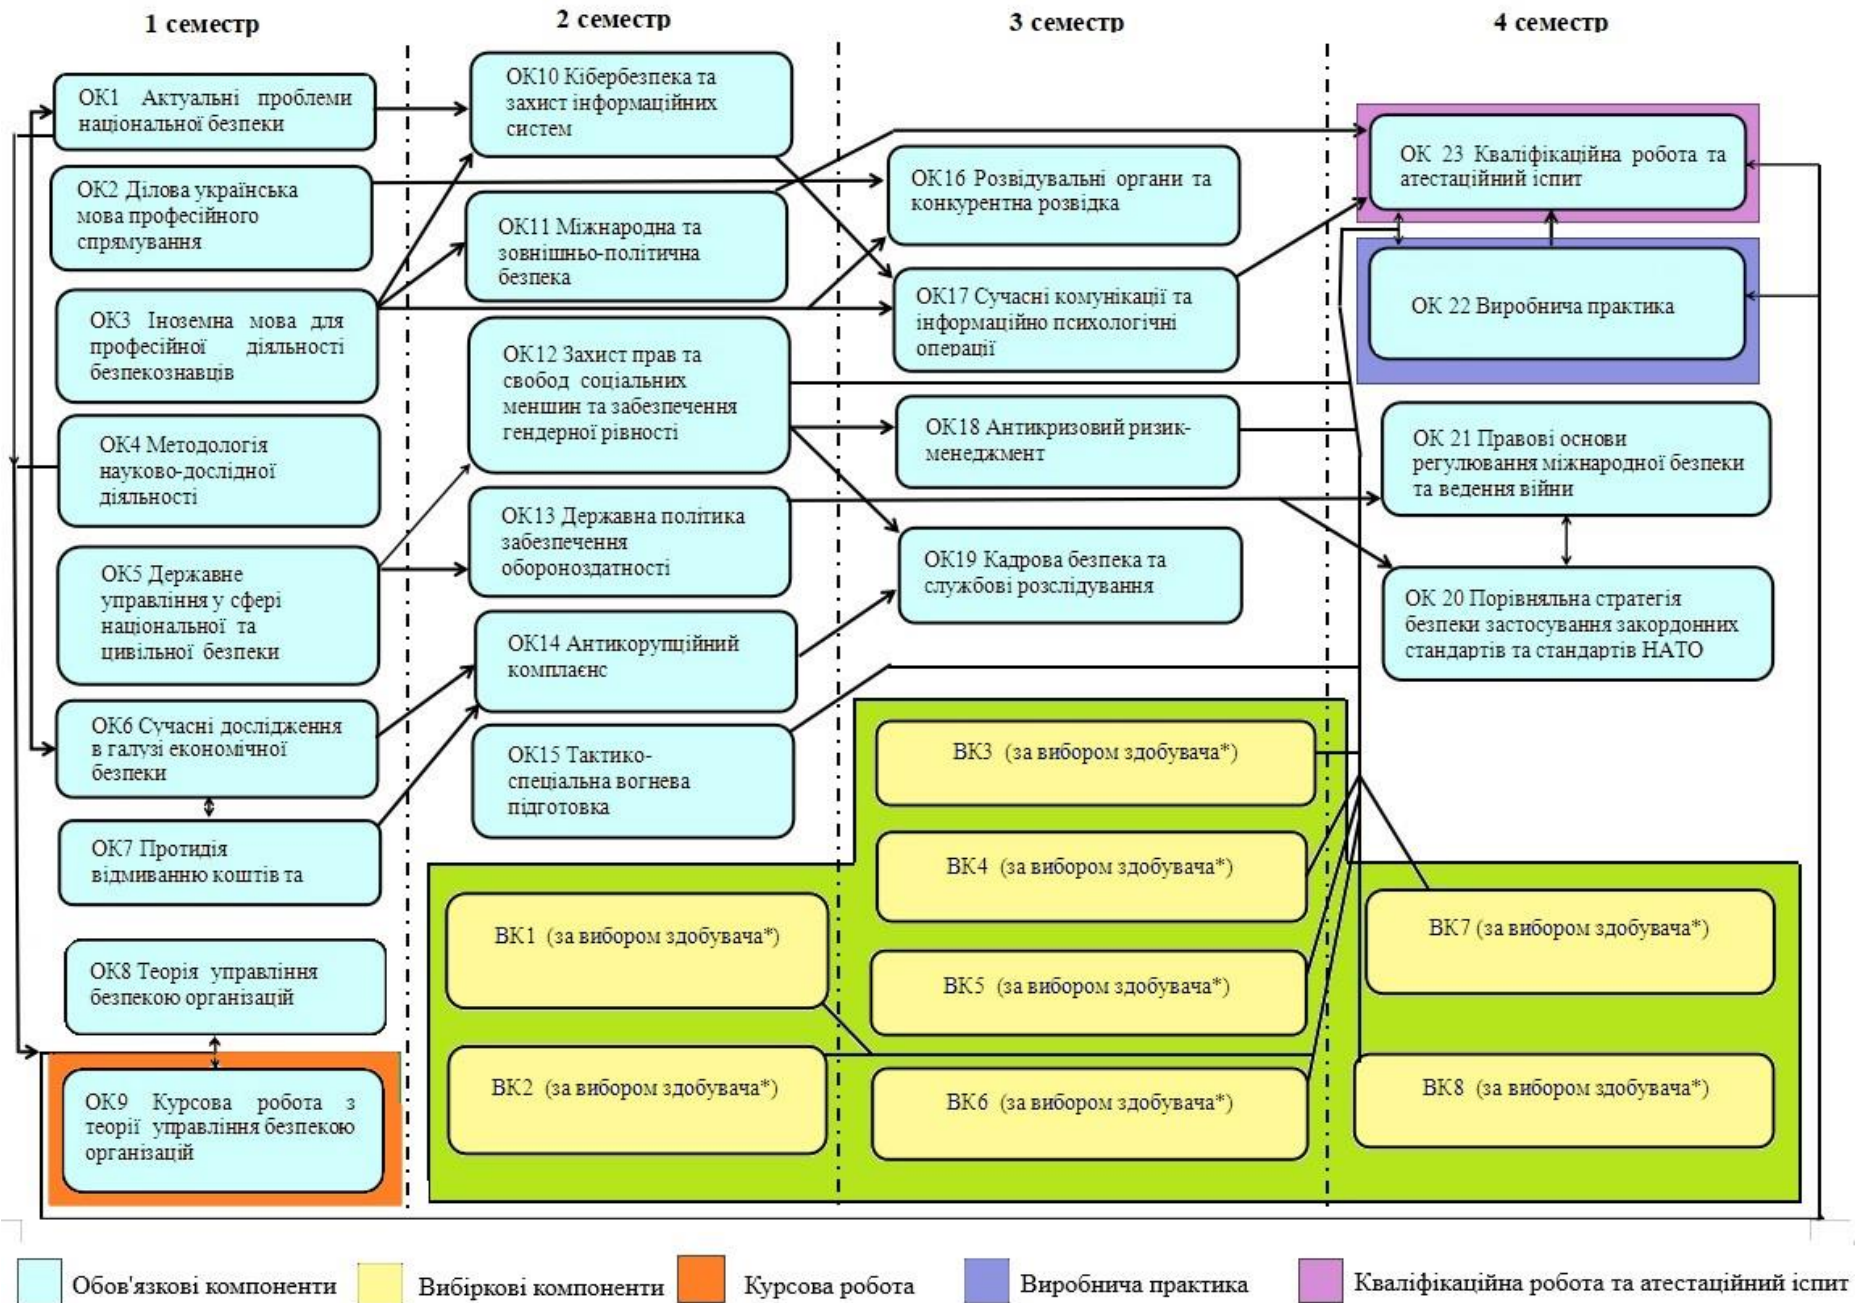 1 семестр
2 семестр
3 семестр
4 семестр
ОК1 Актуальні проблеми
національної безпеки
ОК2 Ділова українська
мова професійного
спрямування
ОК3 Іноземна мова для
професійної діяльності
безпекознавців
ОК4 Методологія
науково-дослідної
діяльності
ОК5 Державне
управління у сфері
національної та
цивільної безпеки
ОК6 Сучасні дослідження
в галузі економічної
безпеки
ОК7 Протидія
відмиванню коштів та
ОК8 Теорія управління
безпекою організацій
ОК9 Курсова робота з
теорії управління безпекою
організацій
ОК10 Кібербезпека та
захист інформаційних
систем
ОК11 Міжнародна та
зовнішньо-політична
безпека
ОК12 Захист прав та
свобод соціальних
меншин та забезпечення
гендерної рівності
ОК13 Державна політика
забезпечення
обороноздатності
ОК14 Антикорупційний
комплаєнс
ОК15 Тактико-
спеціальна вогнева
підготовка
ВК1 (за вибором здобувача*)
ВК2 (за вибором здобувача*)
ОК16 Розвідувальні органи та
конкурентна розвідка
ОК17 Сучасні комунікації та
інформаційно психологічні
операції
ОК18 Антикризовий ризик-
менеджмент
ОК19 Кадрова безпека та
службові розслідування
ВК3 (за вибором здобувача*)
ВК4 (за вибором здобувача*)
ВК5 (за вибором здобувача*)
ВК6 (за вибором здобувача*)
ОК 23 Кваліфікаційна робота та
атестаційний іспит
ОК 22 Виробнича практика
ОК 21 Правові основи
регулювання міжнародної безпеки
та ведення війни
ОК 20 Порівняльна стратегія
безпеки застосування закордонних
стандартів та стандартів НАТО
ВК7 (за вибором здобувача*)
ВК8 (за вибором здобувача*)
Обов'язкові компоненти
Вибіркові компоненти
Курсова робота
Виробнича практика
Кваліфікаційна робота та атестаційний іспит